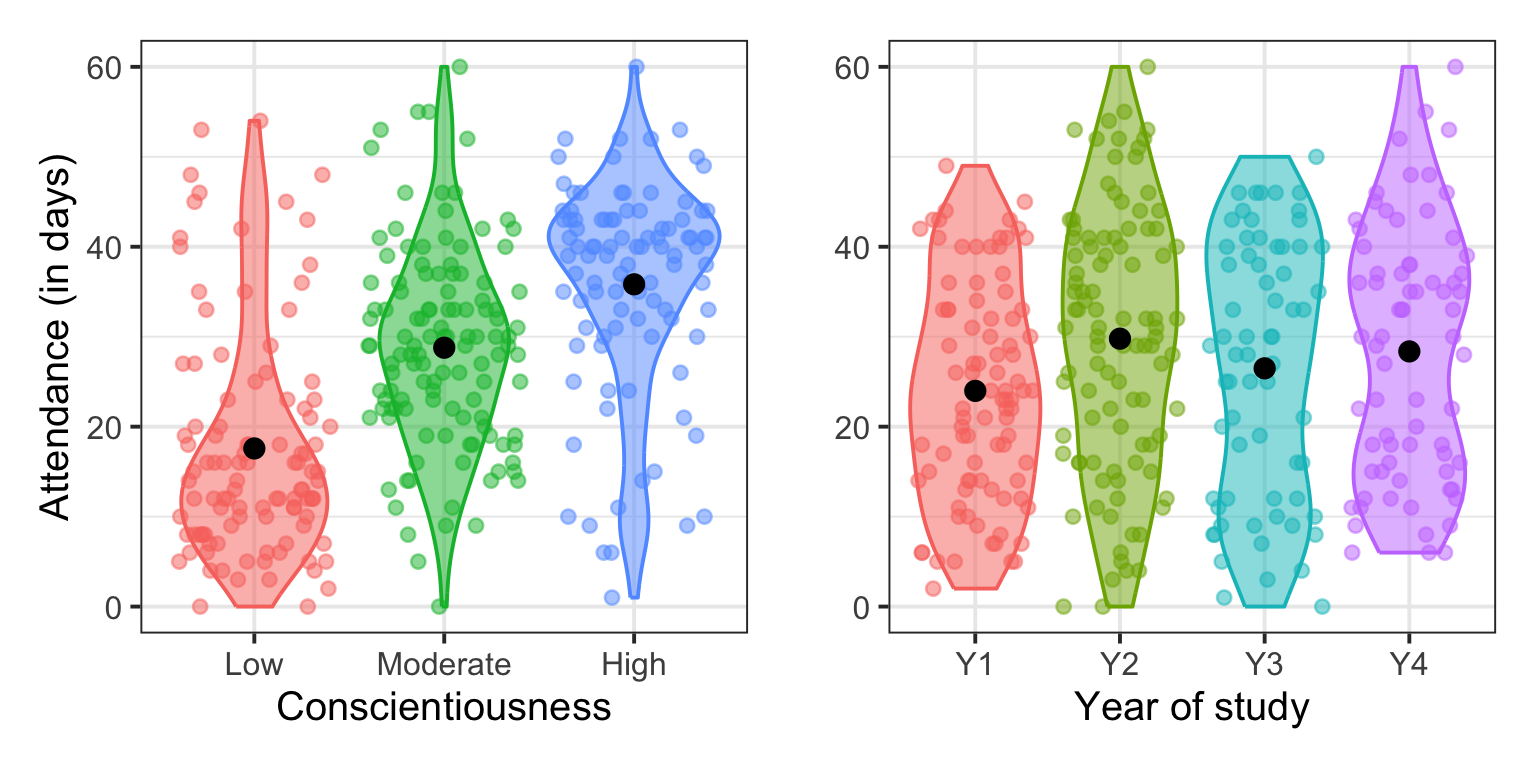 Attendance (in days)
60
40
20
0
Low Moderate High
Conscientiousness
60
40
20
0
Y1 Y2 Y3 Y4
Year of study